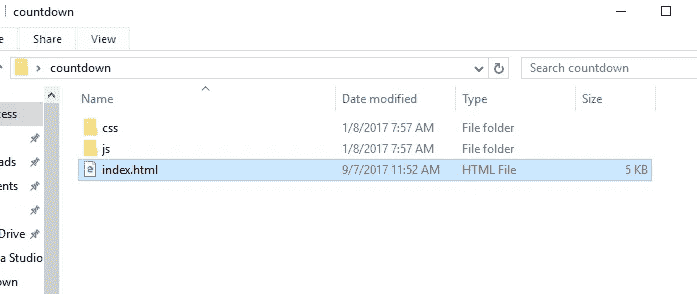 countdown
e Share View
countdown Search countdown
Name Date modified Type Size
ess
css 1/8/2017 7:57 AM File folder
js 1/8/2017 7:57 AM File folder
ads
index.html 9/7/2017 11:52 AM HTML File 5 KB
ents
Drive
a Studio
own